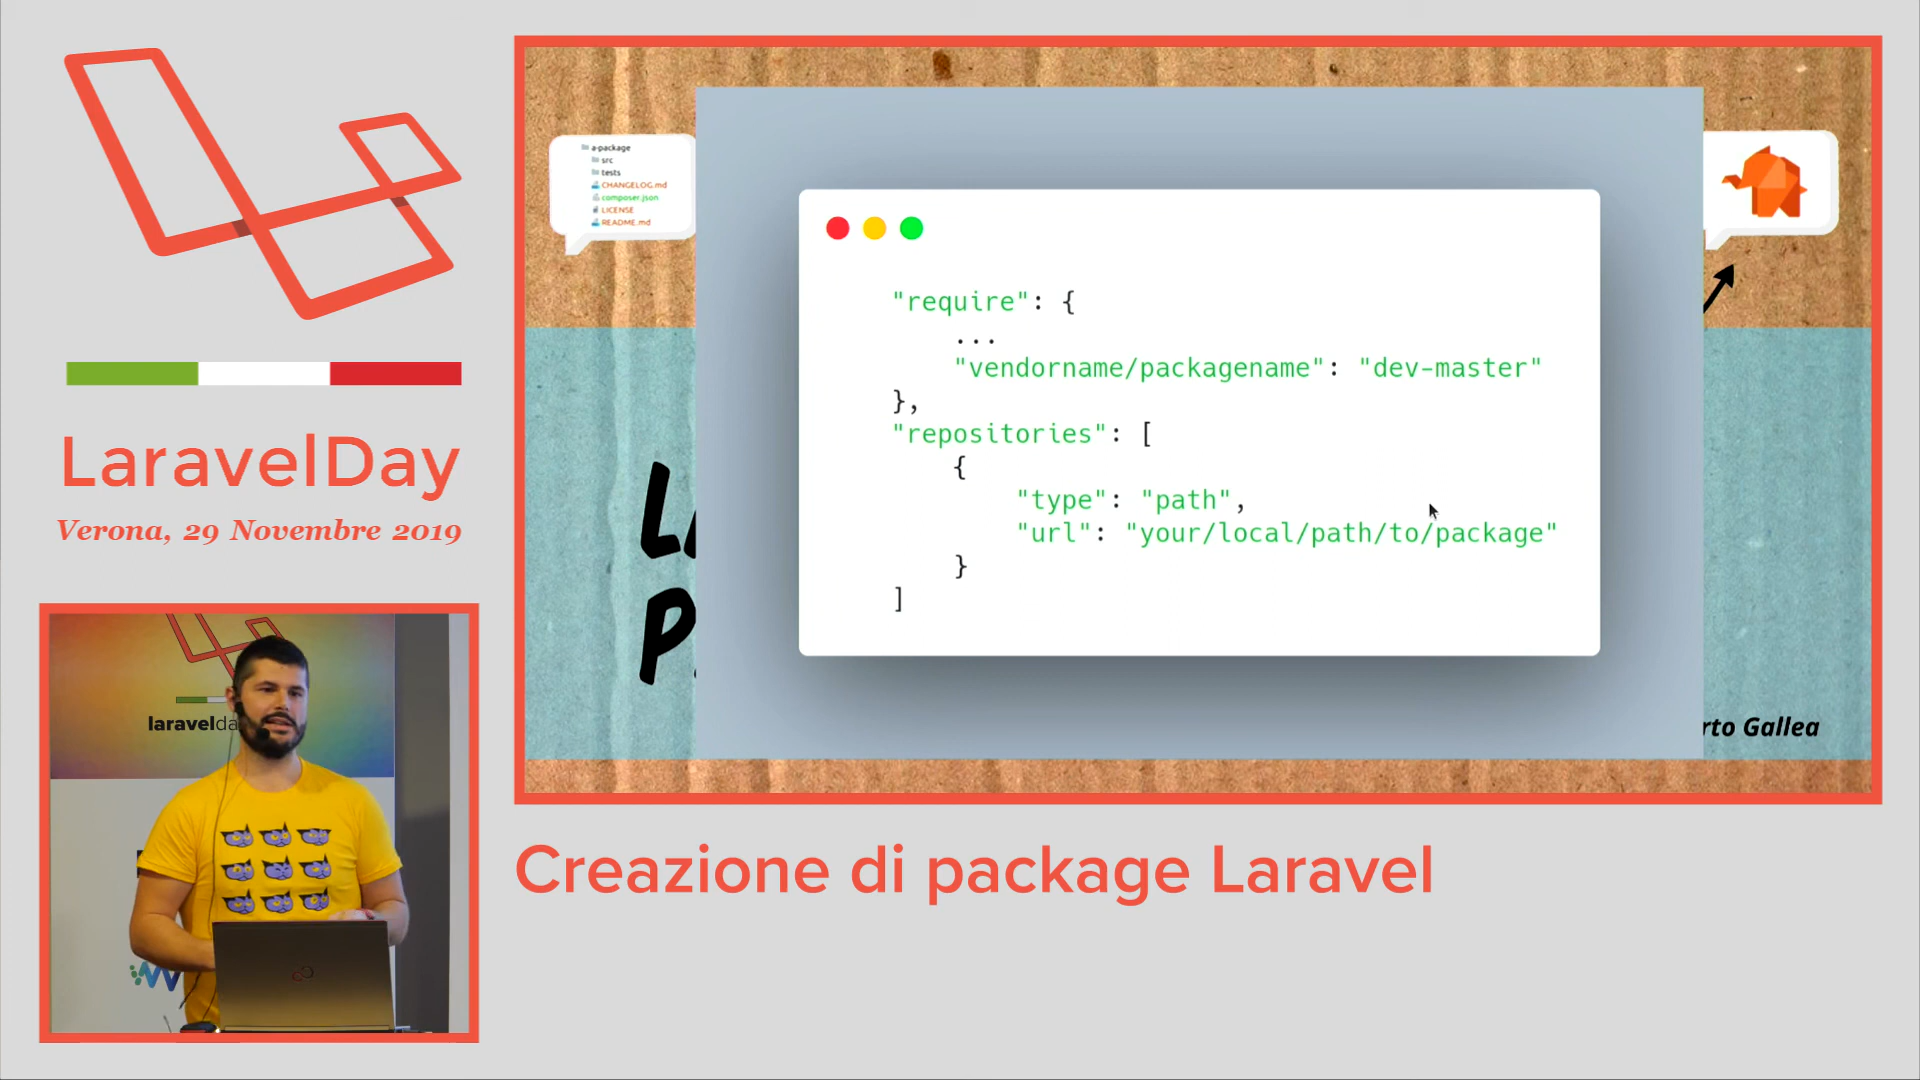 LaravelDay
Verona, 29 Novembre 2019
a-package
src
tests
CHANGELOG.md
composer.json
LICENSE
README.md
"require": {
...
"vendorname/packagename": "dev-master"
},
"repositories": [
{
"type": "path",
"url": "your/local/path/to/package"
}
]
rto Gallea
laravelda
Creazione di package Laravel